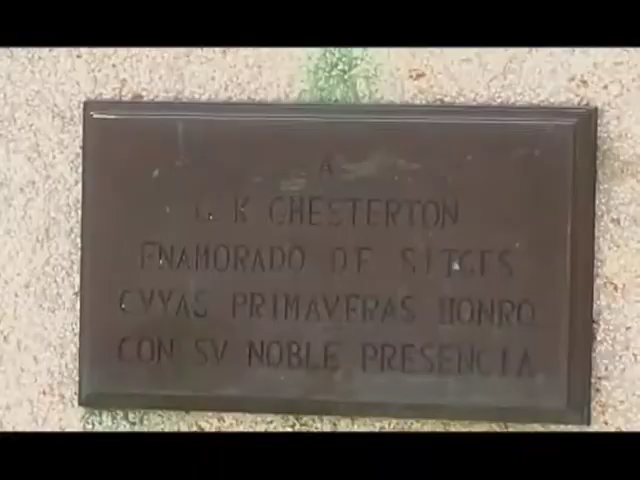 A
G K CHESTERTON
ENAMORADO DE SITGES
CVYAS PRIMAVERAS HONRO
CON SV NOBLE PRESENCIA